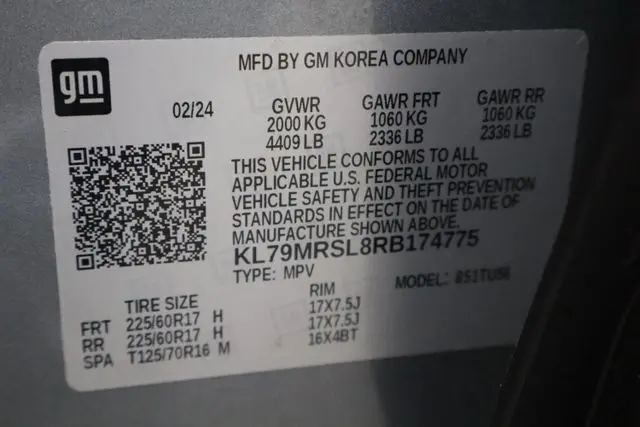 gm
MFD BY GM KOREA COMPANY
02/24 GVWR GAWR FRT GAWR RR
2000 KG 1060 KG 1060 KG
4409 LB 2336 LB 2336 LB
THIS VEHICLE CONFORMS TO ALL
APPLICABLE U.S. FEDERAL MOTOR
VEHICLE SAFETY AND THEFT PREVENTION
STANDARDS IN EFFECT ON THE DATE OF
MANUFACTURE SHOWN ABOVE.
KL79MRSL8RB174775
TYPE: MPV MODEL:
TIRE SIZE RIM
FRT 225/60R17 H 17X7.5J
RR 225/60R17 H 17X7.5J
SPA T125/70R16 M 16X4BT